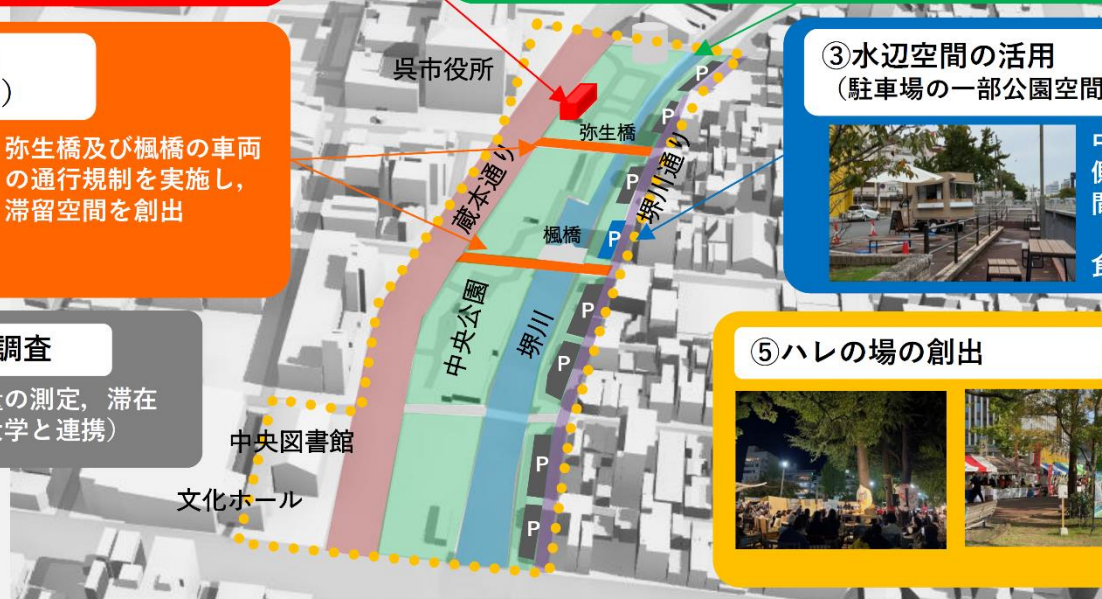 ）
弥生橋及び楓橋の車両
の通行規制を実施し，
滞留空間を創出
調査
の測定，滞在
学と連携）
呉市役所
蔵本通り
弥生橋
堺川通り
楓橋
中央公園
堺川
中央図書館
文化ホール
P
P
P
P
P
P
P
P
③水辺空間の活用
（駐車場の一部公園空間
間
食
⑤ハレの場の創出